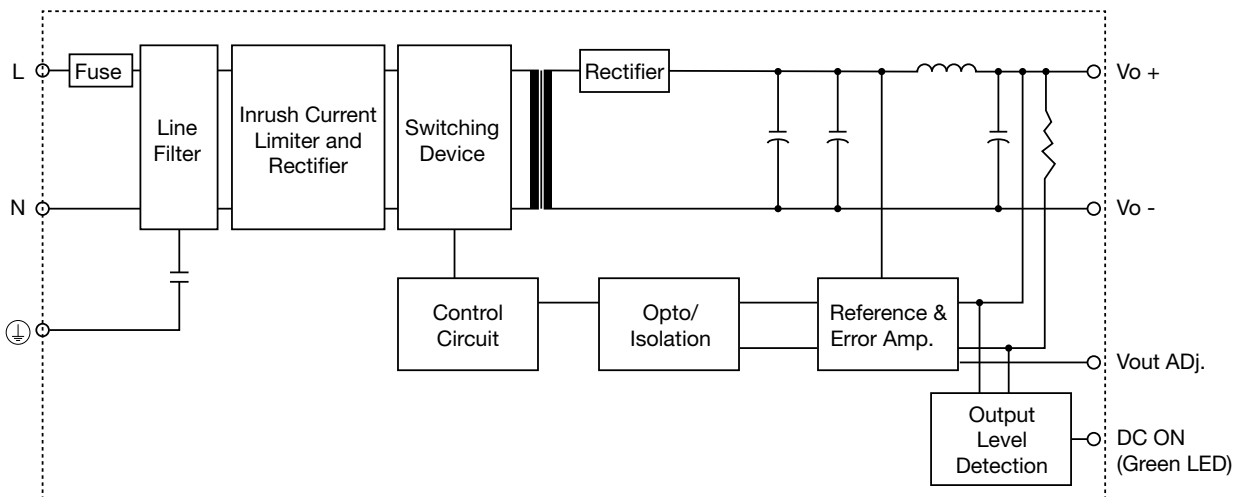 L
Fuse
Line
Filter
Inrush Current
Limiter and
Rectifier
Switching
Device
Rectifier
Vo +
N
Vo -
Control
Circuit
Opto/
Isolation
Reference &
Error Amp.
Vout ADj.
Output
Level
Detection
DC ON
(Green LED)